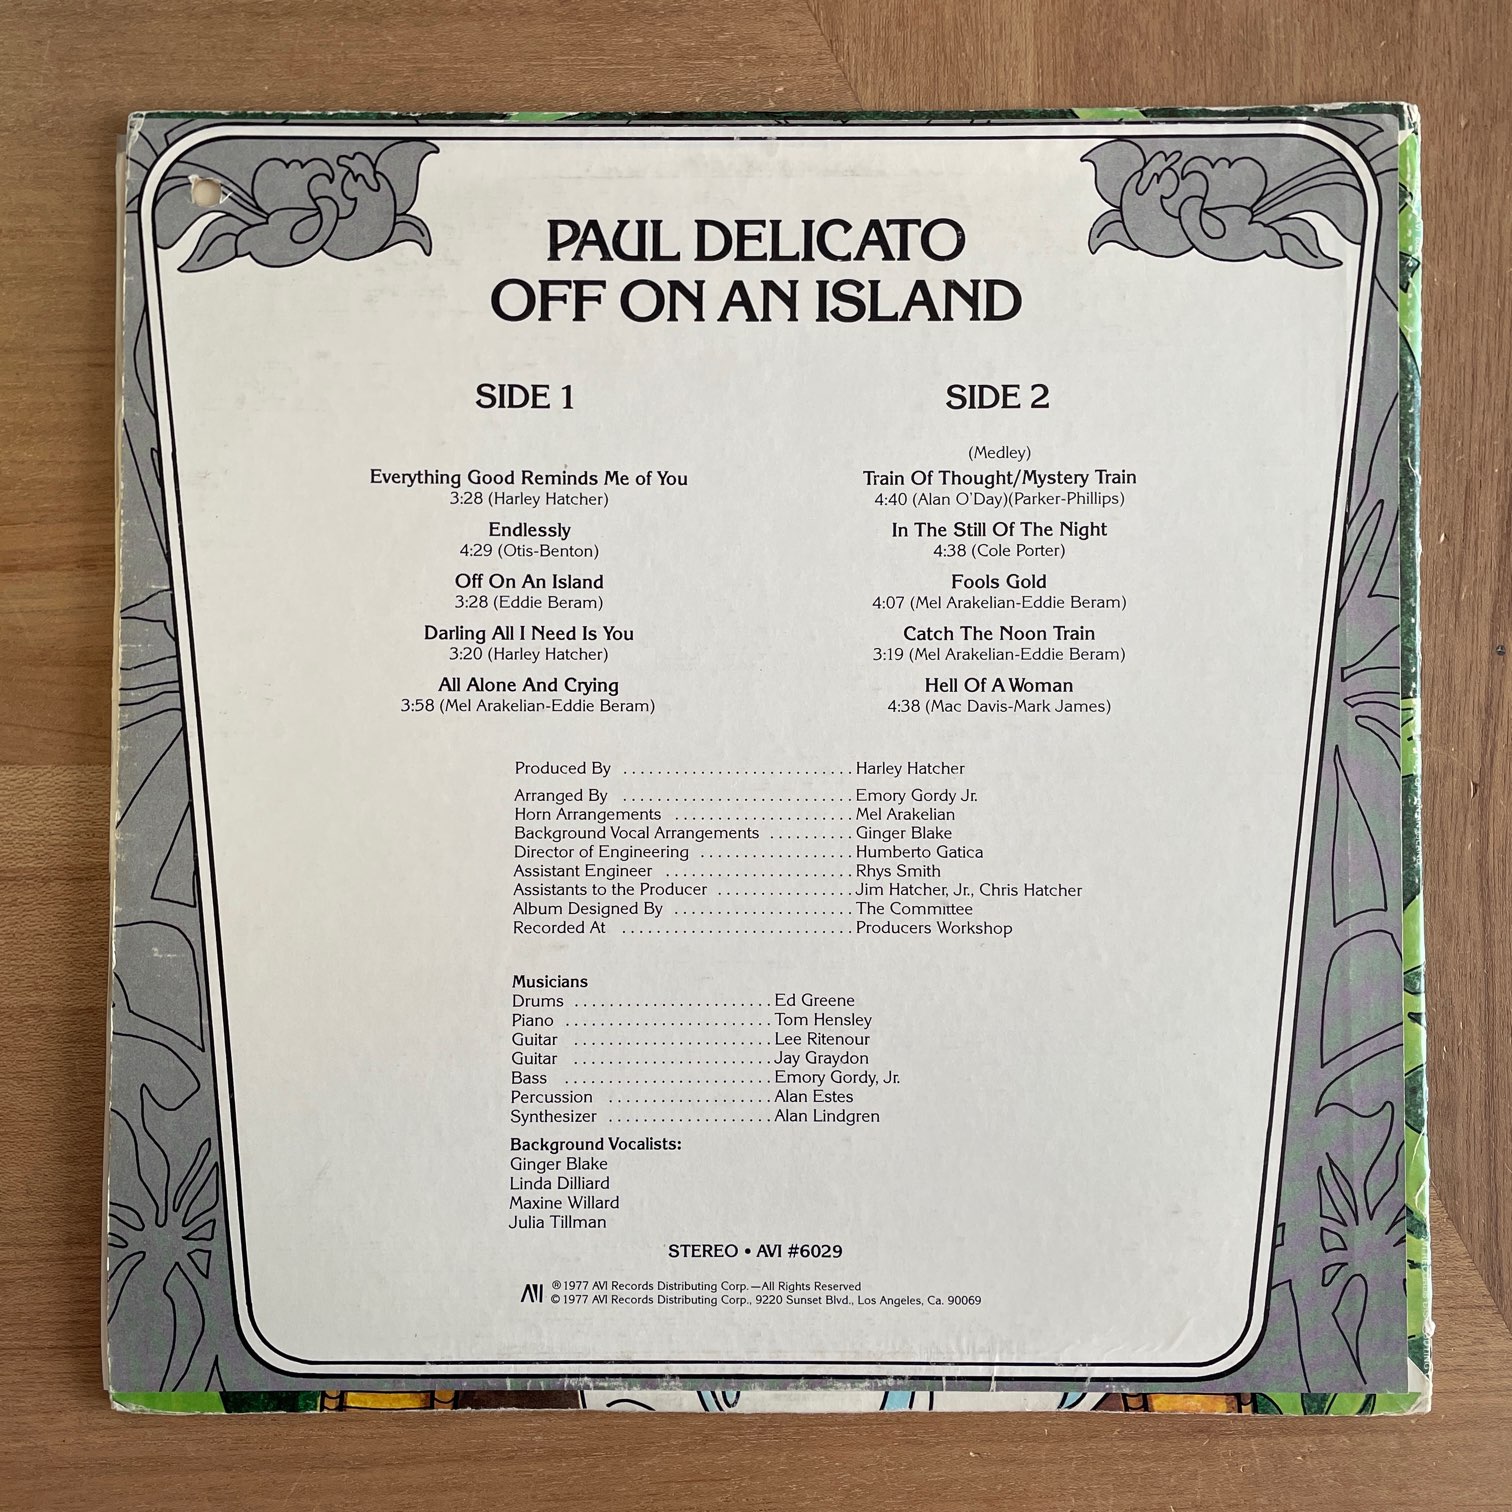 PAUL DELICATO
OFF ON AN ISLAND
SIDE 1
Everything Good Reminds Me of You
3:28 (Harley Hatcher)
Endlessly
4:29 (Otis-Benton)
Off On An Island
3:28 (Eddie Beram)
Darling All I Need Is You
3:20 (Harley Hatcher)
All Alone And Crying
3:58 (Mel Arakelian-Eddie Beram)
SIDE 2
(Medley)
Train Of Thought/Mystery Train
4:40 (Alan O'Day)(Parker-Phillips)
In The Still Of The Night
4:38 (Cole Porter)
Fools Gold
4:07 (Mel Arakelian-Eddie Beram)
Catch The Noon Train
3:19 (Mel Arakelian-Eddie Beram)
Hell Of A Woman
4:38 (Mac Davis-Mark James)
Produced By ........................... Harley Hatcher
Arranged By ........................... Emory Gordy Jr.
Horn Arrangements ..................... Mel Arakelian
Background Vocal Arrangements .......... Ginger Blake
Director of Engineering .................. Humberto Gatica
Assistant Engineer ...................... Rhys Smith
Assistants to the Producer ................ Jim Hatcher, Jr., Chris Hatcher
Album Designed By ..................... The Committee
Recorded At ........................... Producers Workshop
Musicians
Drums ....................... Ed Greene
Piano ........................ Tom Hensley
Guitar ....................... Lee Ritenour
Guitar ....................... Jay Graydon
Bass ........................ Emory Gordy, Jr.
Percussion ................... Alan Estes
Synthesizer ................... Alan Lindgren
Background Vocalists:
Ginger Blake
Linda Dilliard
Maxine Willard
Julia Tillman
STEREO • AVI #6029
AVI
℗ 1977 AVI Records Distributing Corp.—All Rights Reserved
© 1977 AVI Records Distributing Corp., 9220 Sunset Blvd., Los Angeles, Ca. 90069